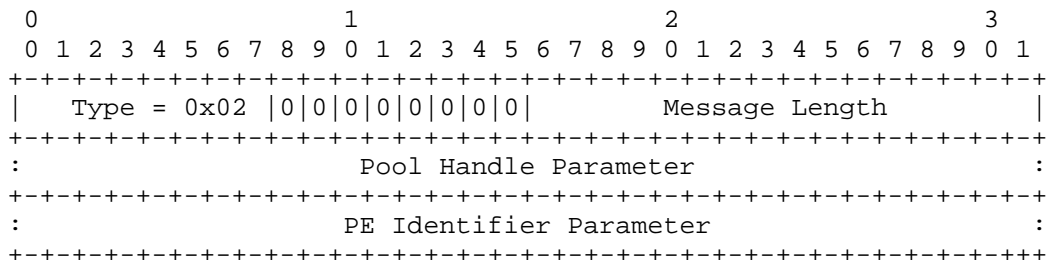 0                   1                   2                   3
 0 1 2 3 4 5 6 7 8 9 0 1 2 3 4 5 6 7 8 9 0 1 2 3 4 5 6 7 8 9 0 1
+-+-+-+-+-+-+-+-+-+-+-+-+-+-+-+-+-+-+-+-+-+-+-+-+-+-+-+-+-+-+-+-+
|   Type = 0x02 |0|0|0|0|0|0|0|0|        Message Length         |
+-+-+-+-+-+-+-+-+-+-+-+-+-+-+-+-+-+-+-+-+-+-+-+-+-+-+-+-+-+-+-+-+
:                     Pool Handle Parameter                     :
+-+-+-+-+-+-+-+-+-+-+-+-+-+-+-+-+-+-+-+-+-+-+-+-+-+-+-+-+-+-+-+-+
:                    PE Identifier Parameter                    :
+-+-+-+-+-+-+-+-+-+-+-+-+-+-+-+-+-+-+-+-+-+-+-+-+-+-+-+-+-+-+-+++